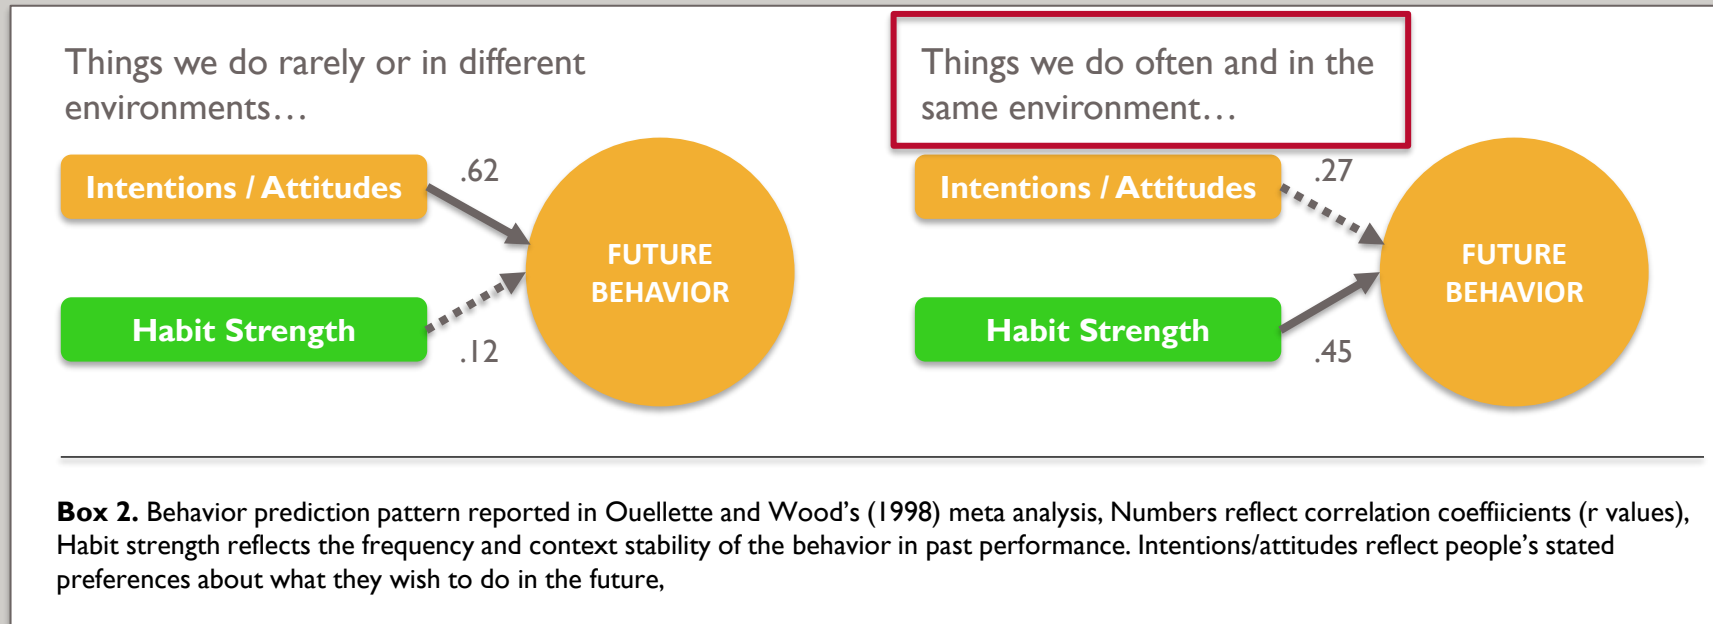 Things we do rarely or in different
environments…
Intentions / Attitudes
.62
Habit Strength
.12
FUTURE
BEHAVIOR
Things we do often and in the
same environment…
Intentions / Attitudes
.27
Habit Strength
.45
FUTURE
BEHAVIOR
Box 2. Behavior prediction pattern reported in Ouellette and Wood's (1998) meta analysis, Numbers reflect correlation coeffiicients (r values),
Habit strength reflects the frequency and context stability of the behavior in past performance. Intentions/attitudes reflect people's stated
preferences about what they wish to do in the future,